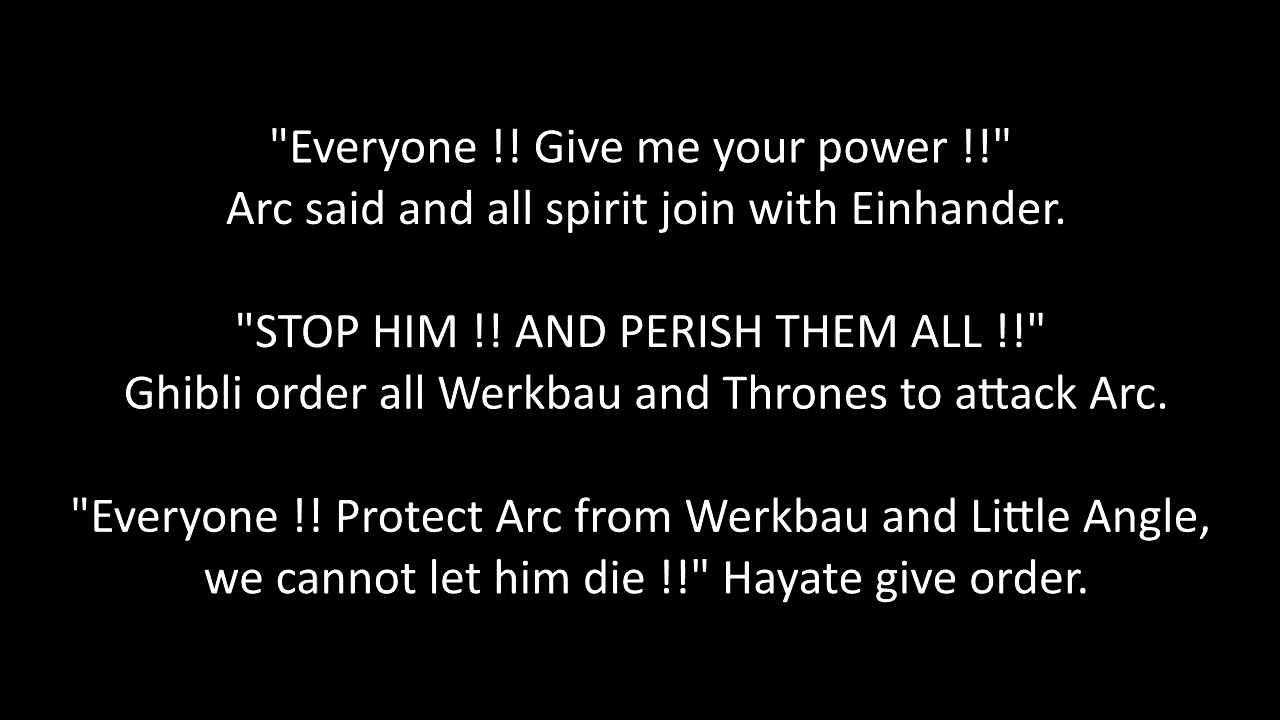 "Everyone !! Give me your power !!"
Arc said and all spirit join with Einhander.
"STOP HIM !! AND PERISH THEM ALL !!"
Ghibli order all Werkbau and Thrones to attack Arc.
"Everyone !! Protect Arc from Werkbau and Little Angle,
we cannot let him die !!" Hayate give order.